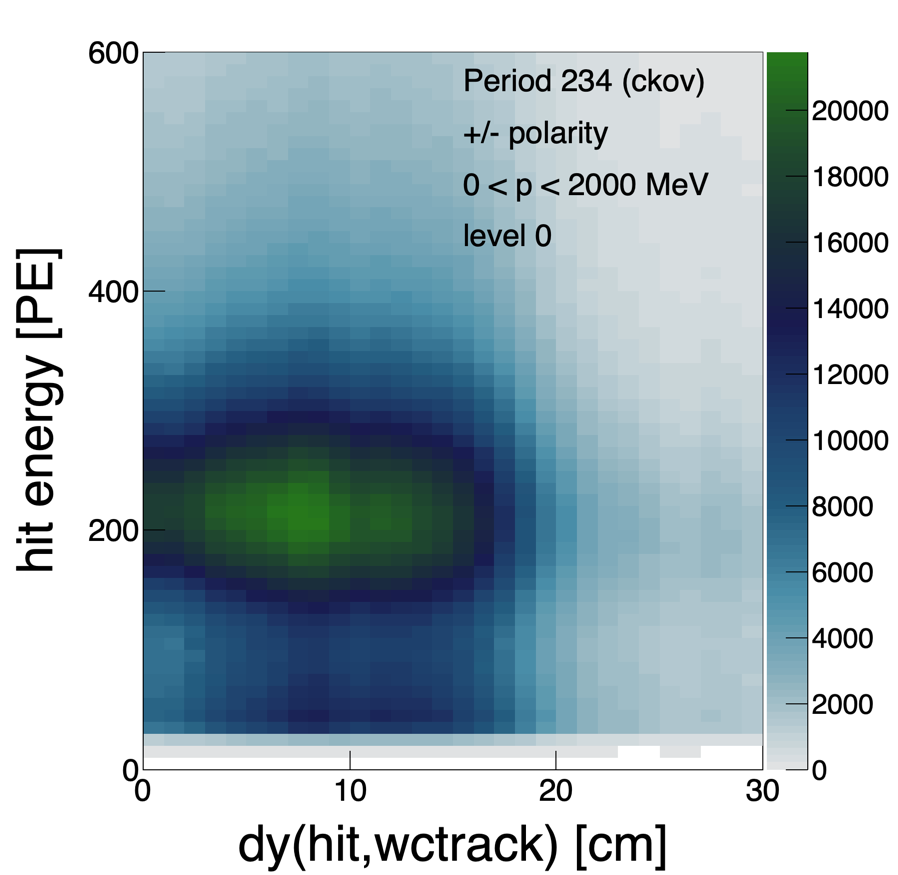 600
400
200
0
hit energy [PE]
Period 234 (ckov)
+/- polarity
0 < p < 2000 MeV
level 0
20000
18000
16000
14000
12000
10000
8000
6000
4000
2000
0
0 10 20 30
dy(hit,wctrack) [cm]